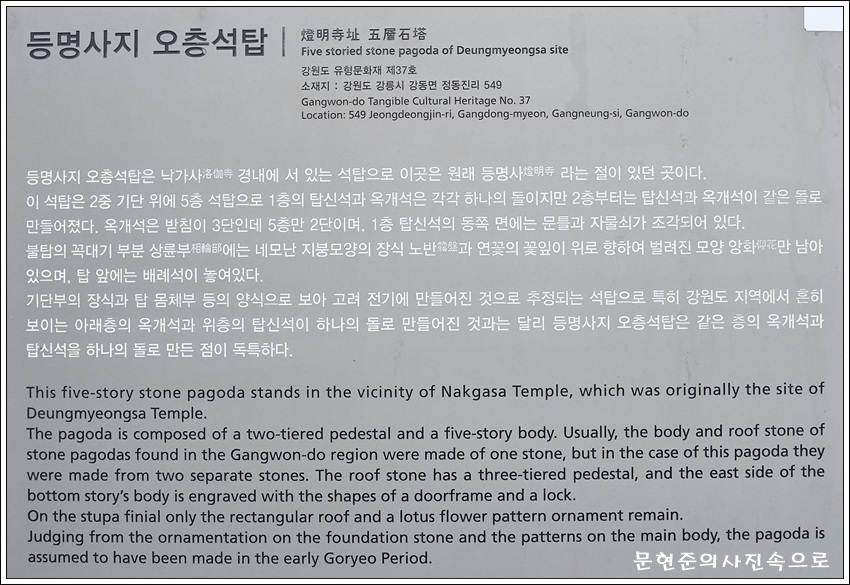 등명사지 오층석탑
燈明寺址 五層石塔
Five storied stone pagoda of Deungmyeongsa site
강원도 유형문화재 제37호
소재지 : 강원도 강릉시 강동면 정동진리 549
Gangwon-do Tangible Cultural Heritage No. 37
Location: 549 Jeongdeongjin-ri, Gangdong-myeon, Gangneung-si, Gangwon-do
등명사지 오층석탑은 낙가사洛伽寺 경내에 서 있는 석탑으로 이곳은 원래 등명사燈明寺 라는 절이 있던 곳이다.
이 석탑은 2중 기단 위에 5층 석탑으로 1층의 탑신석과 옥개석은 각각 하나의 돌이지만 2층부터는 탑신석과 옥개석이 같은 돌로
만들어졌다. 옥개석은 받침이 3단인데 5층만 2단이며, 1층 탑신석의 동쪽 면에는 문틀과 자물쇠가 조각되어 있다.
불탑의 꼭대기 부분 상륜부相輪部에는 네모난 지붕모양의 장식 노반露盤과 연꽃의 꽃잎이 위로 향하여 벌려진 모양 앙화仰花만 남아
있으며, 탑 앞에는 배례석이 놓여있다.
기단부의 장식과 탑 몸체부 등의 양식으로 보아 고려 전기에 만들어진 것으로 추정되는 석탑으로 특히 강원도 지역에서 흔히
보이는 아래층의 옥개석과 위층의 탑신석이 하나의 돌로 만들어진 것과는 달리 등명사지 오층석탑은 같은 층의 옥개석과
탑신석을 하나의 돌로 만든 점이 독특하다.
This five-story stone pagoda stands in the vicinity of Nakgasa Temple, which was originally the site of
Deungmyeongsa Temple.
The pagoda is composed of a two-tiered pedestal and a five-story body. Usually, the body and roof stone of
stone pagodas found in the Gangwon-do region were made of one stone, but in the case of this pagoda they
were made from two separate stones. The roof stone has a three-tiered pedestal, and the east side of the
bottom story's body is engraved with the shapes of a doorframe and a lock.
On the stupa finial only the rectangular roof and a lotus flower pattern ornament remain.
Judging from the ornamentation on the foundation stone and the patterns on the main body, the pagoda is
assumed to have been made in the early Goryeo Period.
문현준의사진속으로